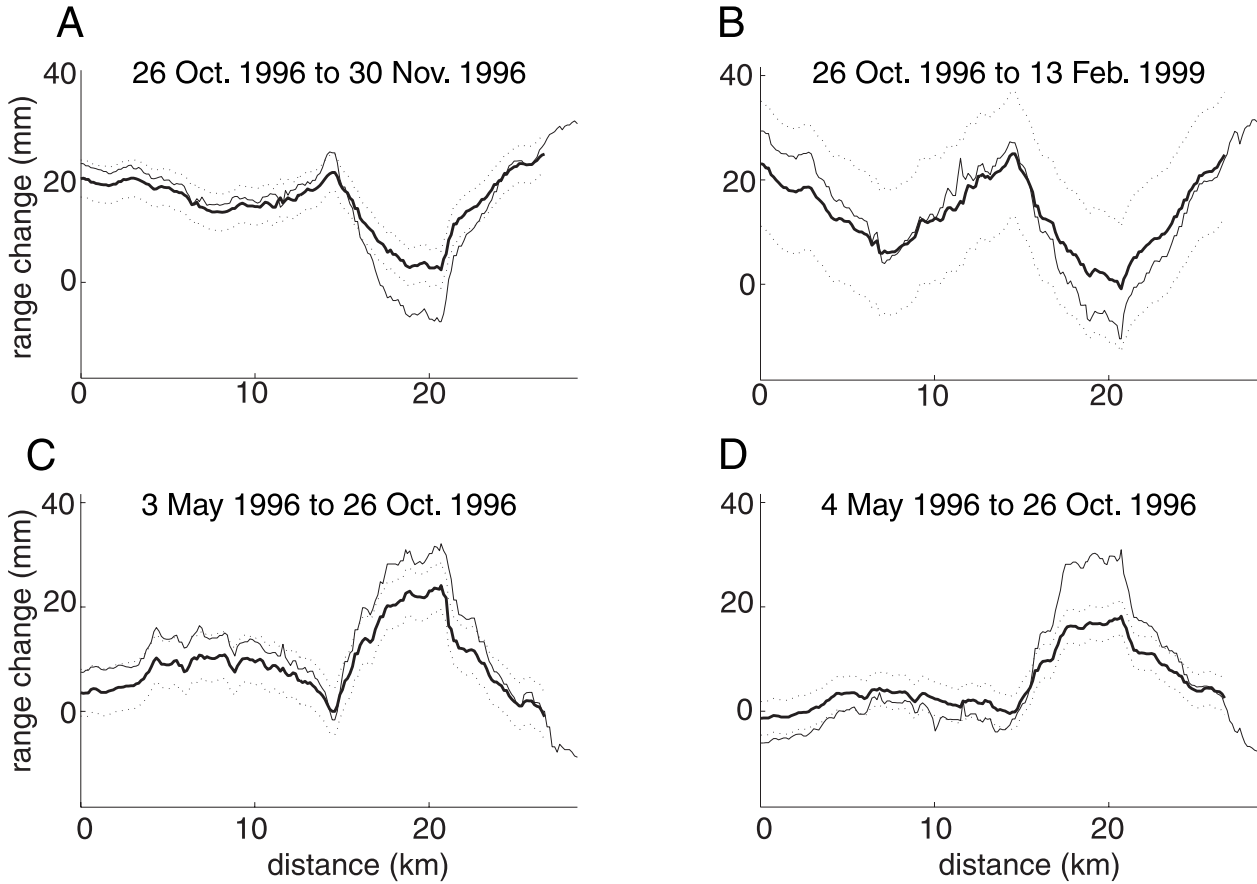 A
26 Oct. 1996 to 30 Nov. 1996
40
20
0
range change (mm)
0 10 20
B
26 Oct. 1996 to 13 Feb. 1999
40
20
0
0 10 20
C
3 May 1996 to 26 Oct. 1996
40
20
0
range change (mm)
0 10 20
distance (km)
D
4 May 1996 to 26 Oct. 1996
40
20
0
0 10 20
distance (km)